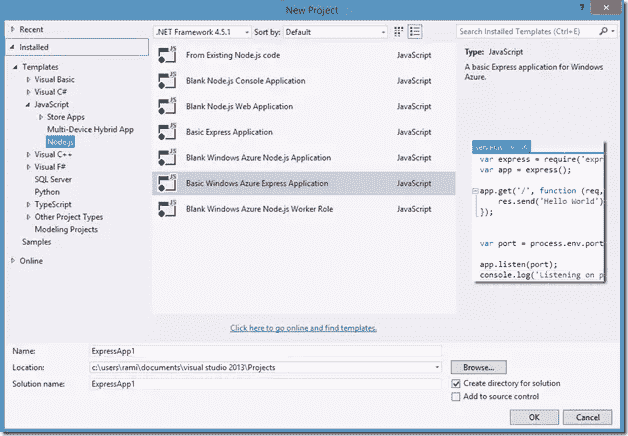 New Project
? ×
Recent
Installed
.NET Framework 4.5.1 Sort by: Default
Search Installed Templates (Ctrl+E)
Templates
Visual Basic
Visual C#
JavaScript
Store Apps
Multi-Device Hybrid App
Node.js
Visual C++
Visual F#
SQL Server
Python
TypeScript
Other Project Types
Modeling Projects
Samples
Online
From Existing Node.js code JavaScript
Blank Node.js Console Application JavaScript
Blank Node.js Web Application JavaScript
Basic Express Application JavaScript
Blank Windows Azure Node.js Application JavaScript
Basic Windows Azure Express Application JavaScript
Blank Windows Azure Node.js Worker Role JavaScript
Click here to go online and find templates.
Type: JavaScript
A basic Express application for Windows
Azure.
var express = require('expr
var app = express();
app.get('/', function (req,
res.send('Hello World')
});
var port = process.env.port
app.listen(port);
console.log('Listening on p
Name: ExpressApp1
Location: c:\users\rami\documents\visual studio 2013\Projects
Browse...
Solution name: ExpressApp1
Create directory for solution
Add to source control
OK Cancel